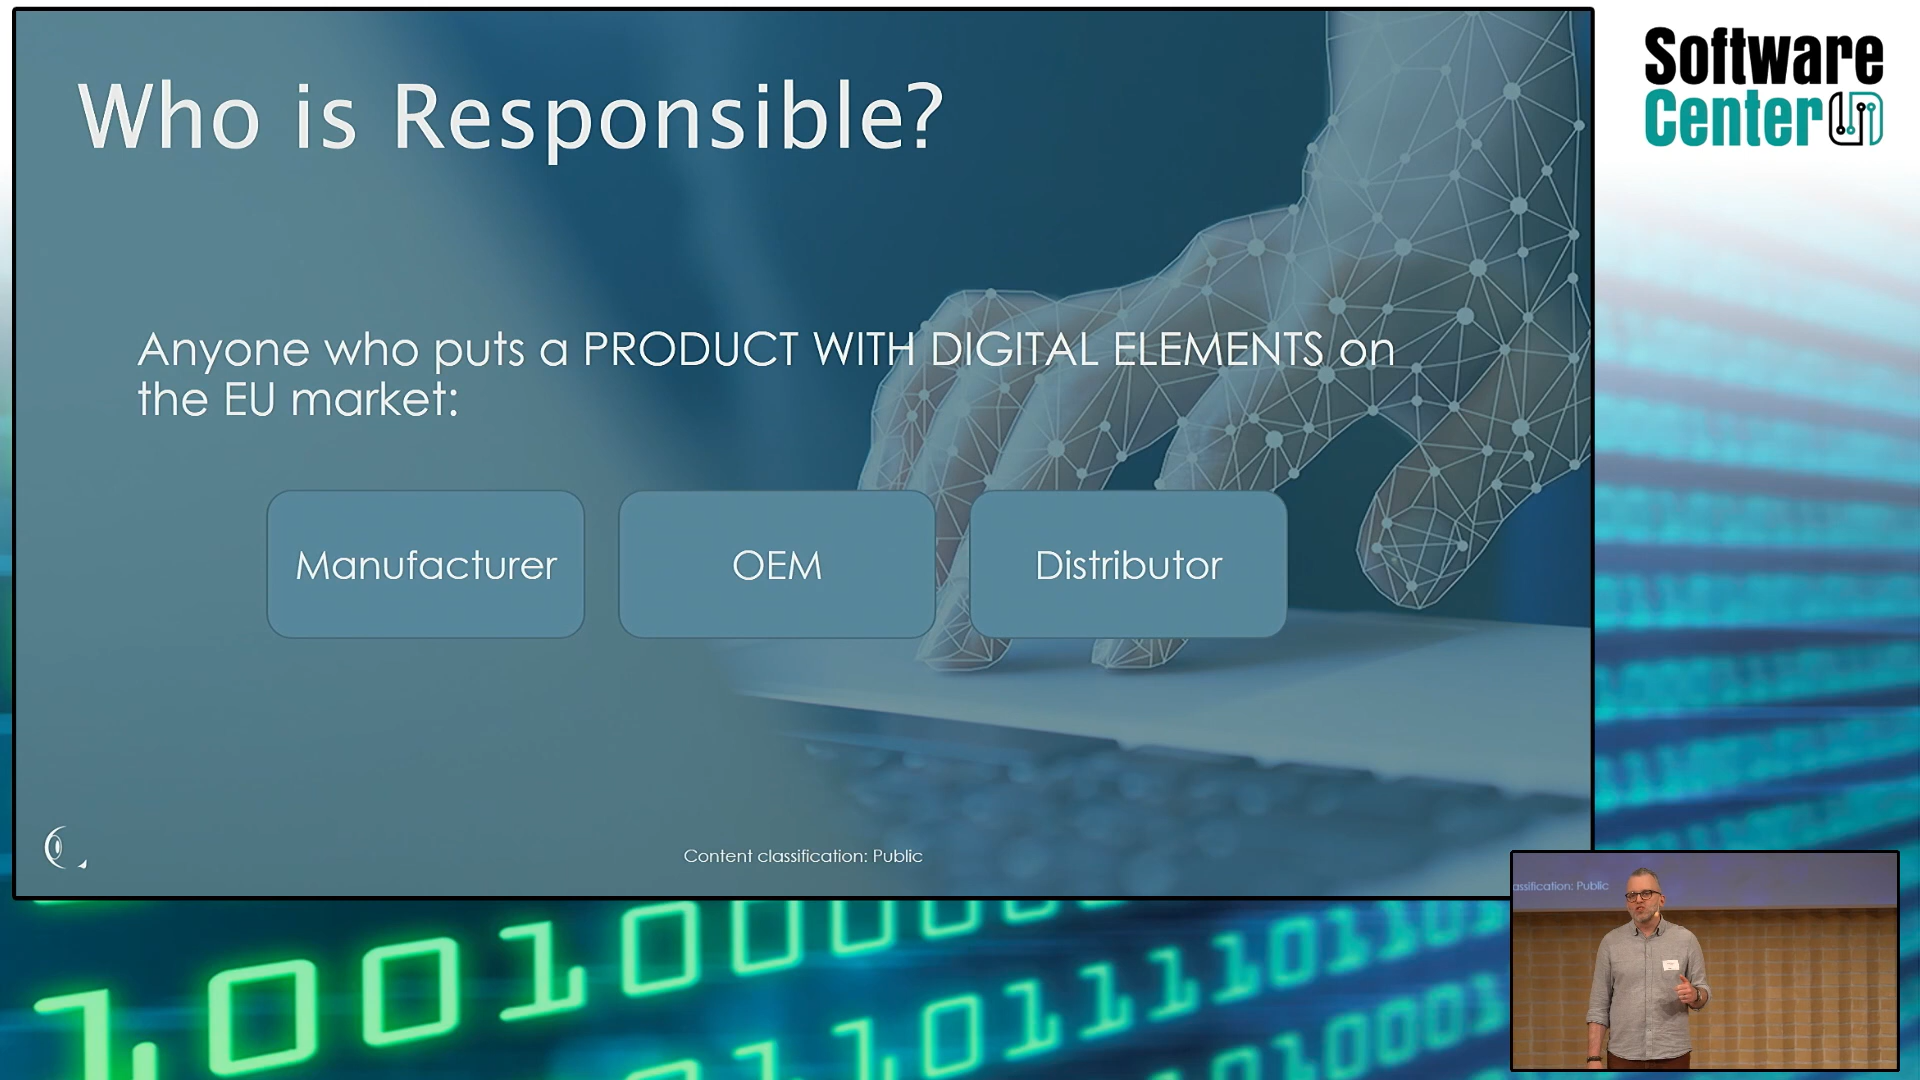 Who is Responsible?
Software
Center
Anyone who puts a PRODUCT WITH DIGITAL ELEMENTS on
the EU market:
Manufacturer
OEM
Distributor
Content classification: Public
assification: Public